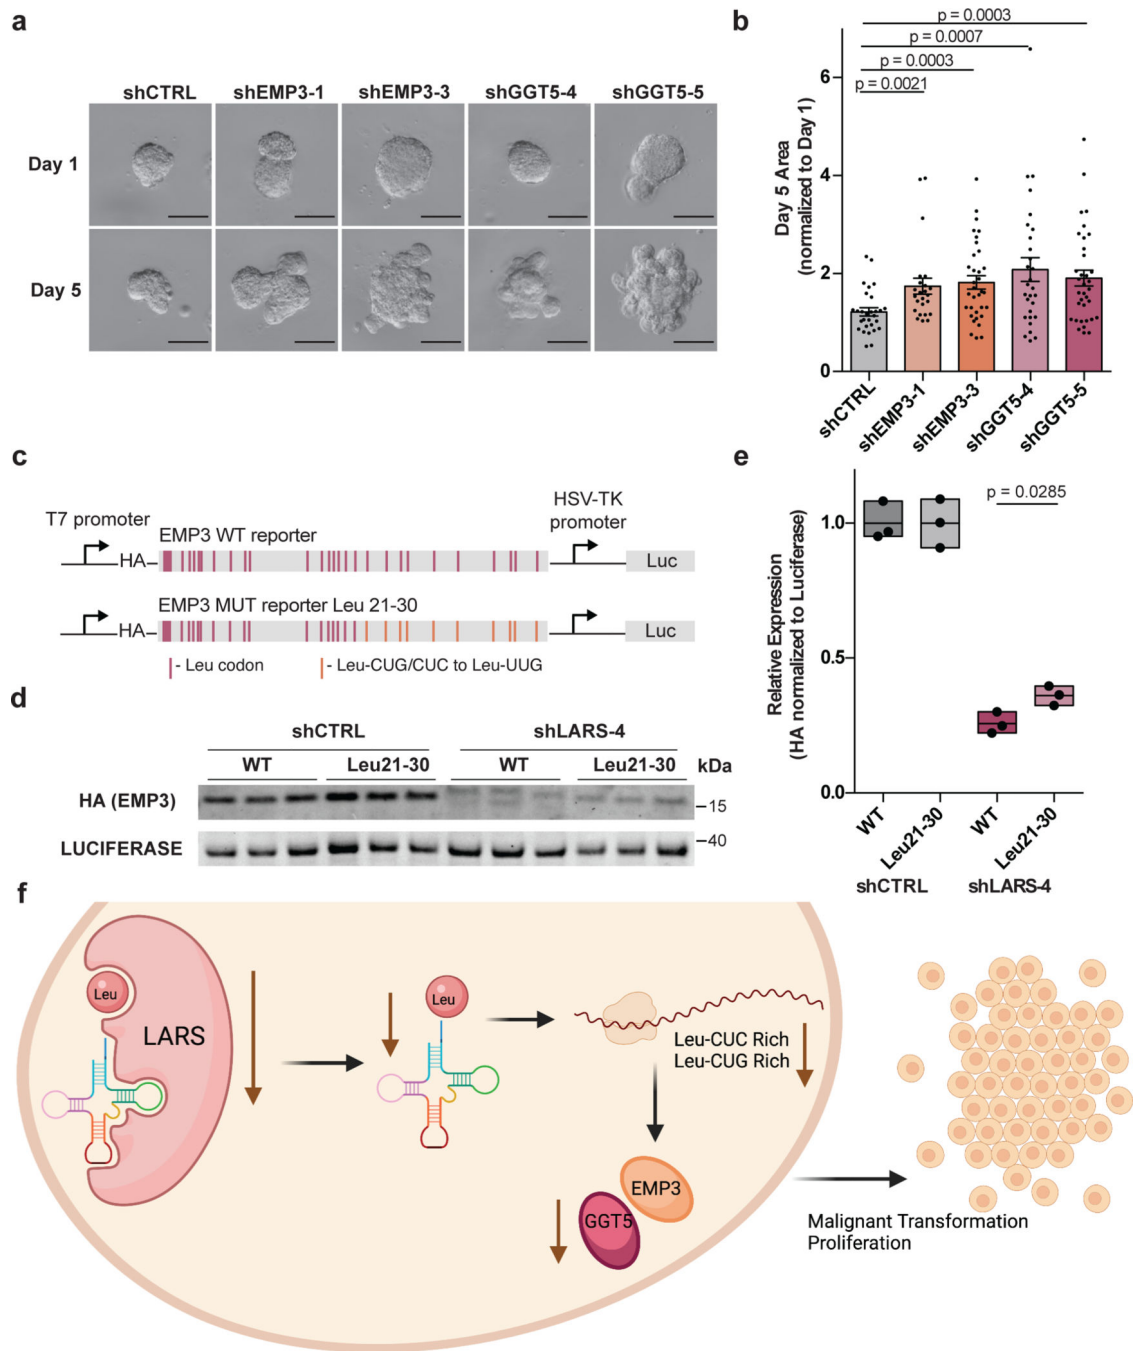 a
shCTRL shEMP3-1 shEMP3-3 shGGT5-4 shGGT5-5
Day 1
Day 5
b
p = 0.0003
p = 0.0007
p = 0.0003
p = 0.0021
Day 5 Area
(normalized to Day 1)
6
4
2
0
shCTRL
shEMP3-1
shEMP3-3
shGGT5-4
shGGT5-5
c
T7 promoter
HSV-TK
promoter
EMP3 WT reporter
HA
Luc
EMP3 MUT reporter Leu 21-30
HA
Luc
- Leu codon
- Leu-CUG/CUC to Leu-UUG
d
shCTRL shLARS-4
WT Leu21-30 WT Leu21-30 kDa
HA (EMP3)
15
LUCIFERASE
40
e
Relative Expression
(HA normalized to Luciferase)
p = 0.0285
1.0
0.5
0.0
WT
Leu21-30
WT
Leu21-30
shCTRL shLARS-4
f
Leu
LARS
Leu
Leu-CUC Rich
Leu-CUG Rich
EMP3
GGT5
Malignant Transformation
Proliferation